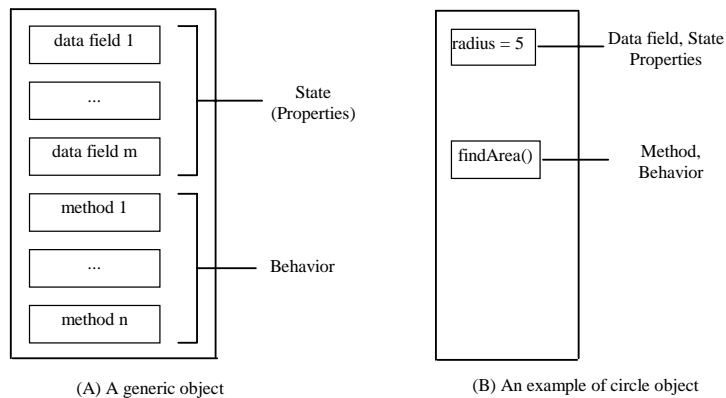 data field 1
...
data field m
method 1
...
method n
State
(Properties)
Behavior
(A) A generic object
radius = 5
Data field, State
Properties
findArea()
Method,
Behavior
(B) An example of circle object